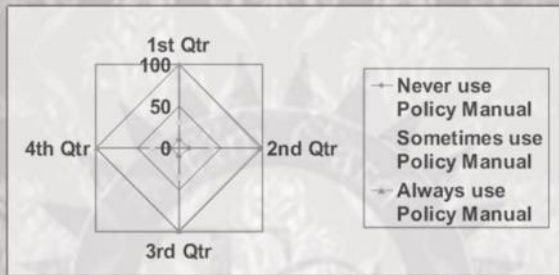 1st Qtr
100
50
4th Qtr
0
2nd Qtr
3rd Qtr
Never use
Policy Manual
Sometimes use
Policy Manual
Always use
Policy Manual